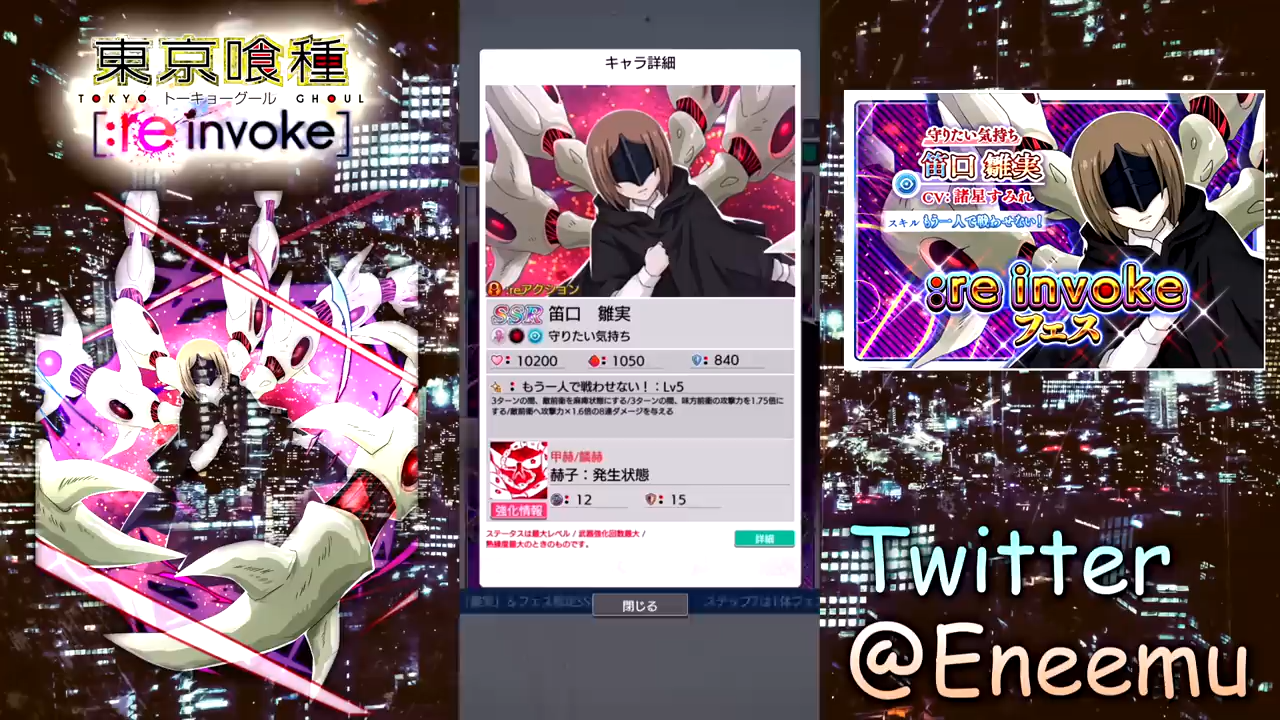 東京喰種
TOKYO トーキョーグール GHOUL
[:re invoke]
キャラ詳細
:reアクション
SSR 笛口 雛実
守りたい気持ち
: 10200
: 1050
: 840
: もう一人で戦わせない!:Lv5
3ターンの間、敵前衛を麻痺状態にする/3ターンの間、味方前衛の攻撃力を1.75倍に
する/敵前衛へ攻撃力×1.6倍の8連ダメージを与える
甲赫/鱗赫
赫子:発生状態
: 12
: 15
強化情報
ステータスは最大レベル / 武器強化回数最大 /
熟練度最大のときのものです。
詳細
閉じる
ステップ7は1体フェ
守りたい気持ち
笛口 雛実
CV:諸星すみれ
スキル もう一人で戦わせない!
:re invoke
フェス
Twitter
@Eneemu